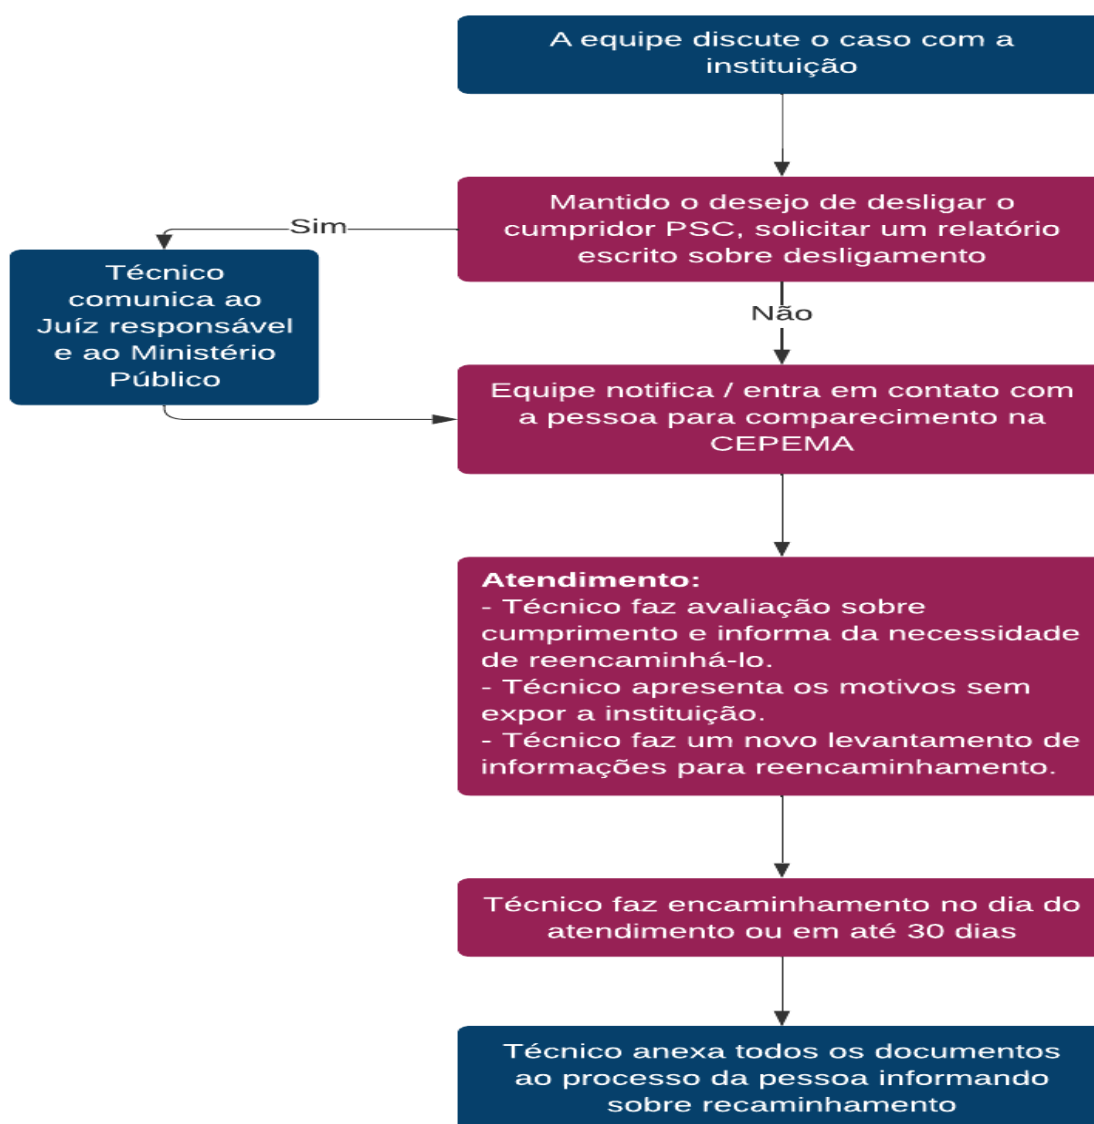 A equipe discute o caso com a
instituição
Mantido o desejo de desligar o
cumpridor PSC, solicitar um relatório
escrito sobre desligamento
Sim
Técnico
comunica ao
Juíz responsável
e ao Ministério
Público
Não
Equipe notifica / entra em contato com
a pessoa para comparecimento na
CEPEMA
Atendimento:
- Técnico faz avaliação sobre
cumprimento e informa da necessidade
de reencaminhá-lo.
- Técnico apresenta os motivos sem
expor a instituição.
- Técnico faz um novo levantamento de
informações para reencaminhamento.
Técnico faz encaminhamento no dia do
atendimento ou em até 30 dias
Técnico anexa todos os documentos
ao processo da pessoa informando
sobre recaminhamento